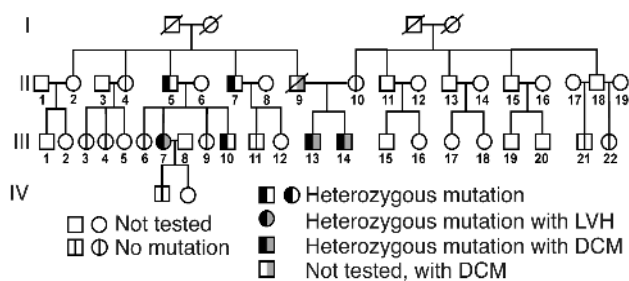 I
II
1 2 3 4 5 6 7 8 9 10 11 12 13 14 15 16 17 18 19
III
1 2 3 4 5 6 7 8 9 10 11 12 13 14 15 16 17 18 19 20 21 22
IV
Heterozygous mutation
Not tested
Heterozygous mutation with LVH
No mutation
Heterozygous mutation with DCM
Not tested, with DCM